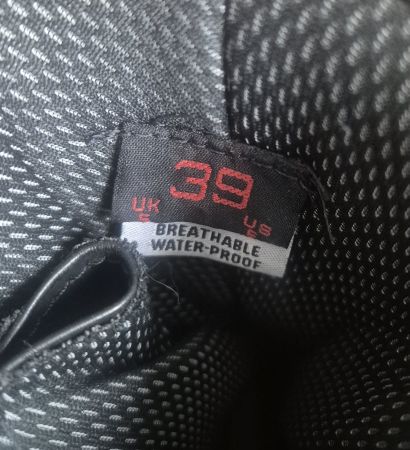 39
UK US
BREATHABLE
WATER-PROOF